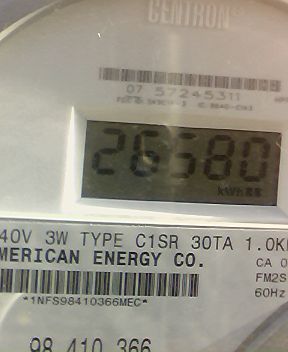 CENTRON®
07 57245311
26580
kWh
40V 3W TYPE C1SR 30TA 1.0K
MERICAN ENERGY CO.
CA 0
FM2S
60Hz
*1NFS98410366MEC*
98 410 366